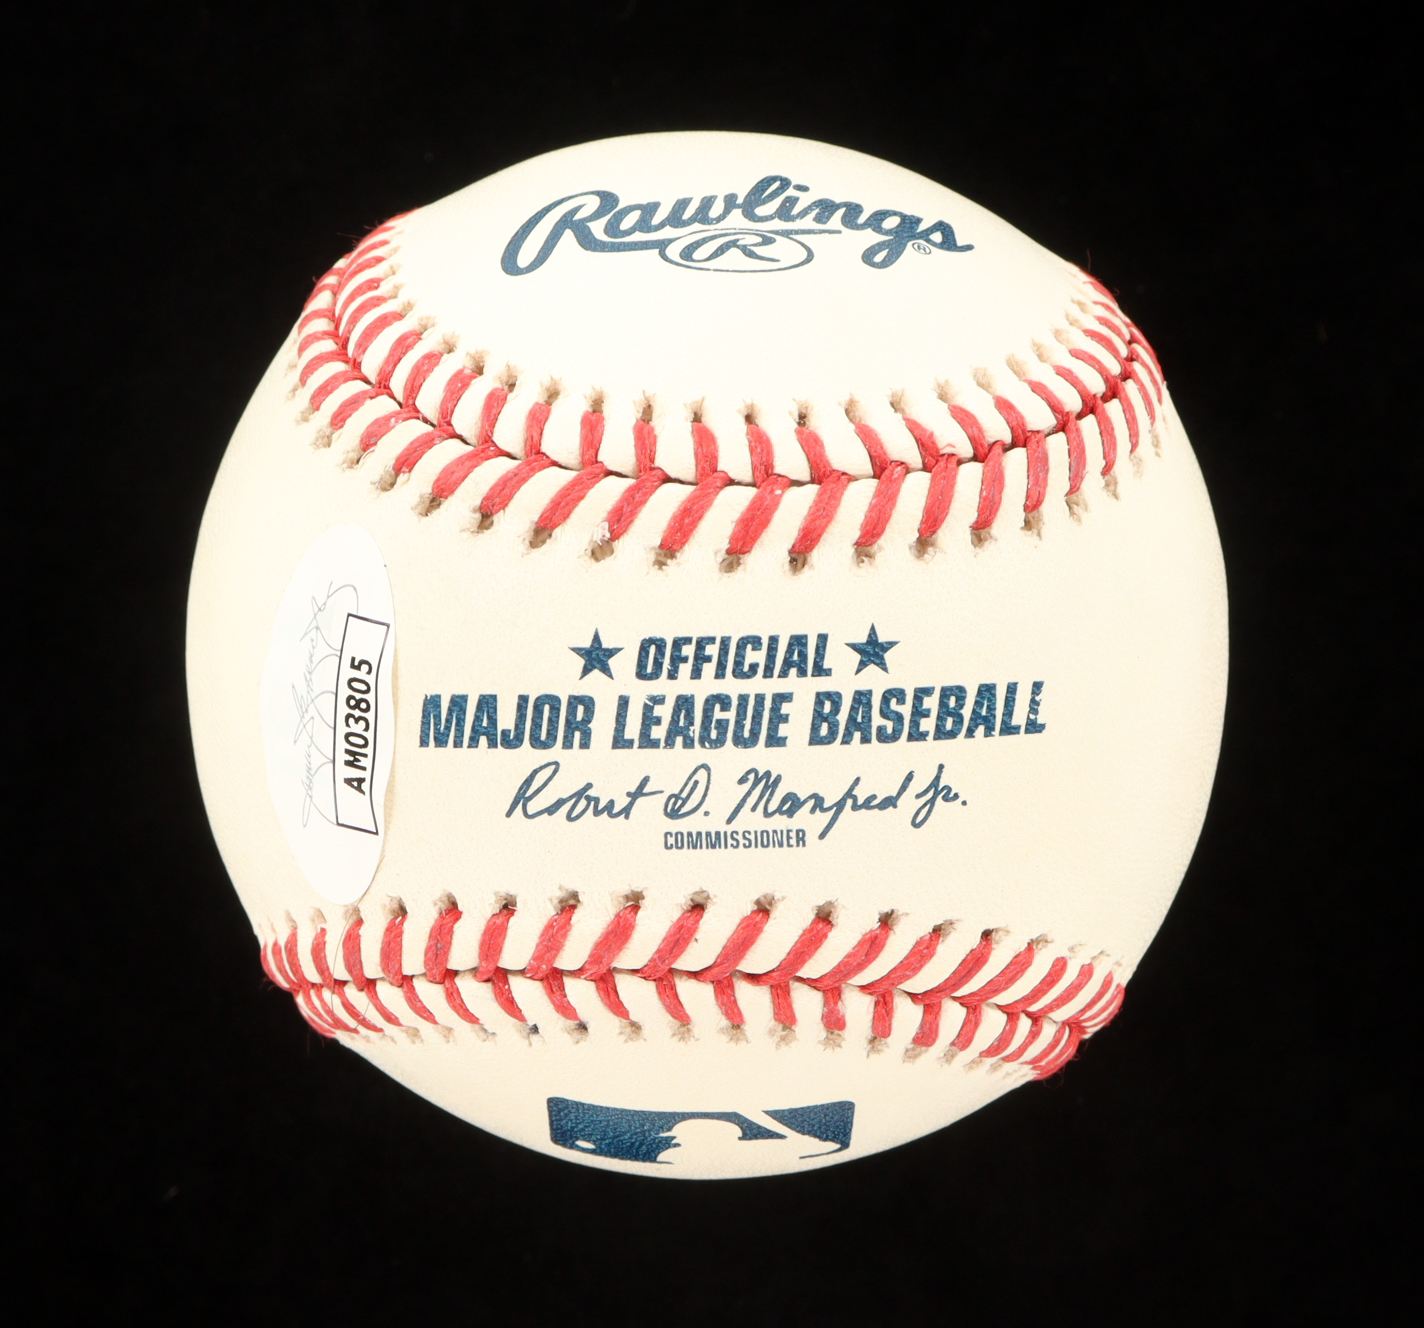 Rawlings
R
®
★ OFFICIAL ★
MAJOR LEAGUE BASEBALL
Robert D. Manfred Jr.
COMMISSIONER
AM03805